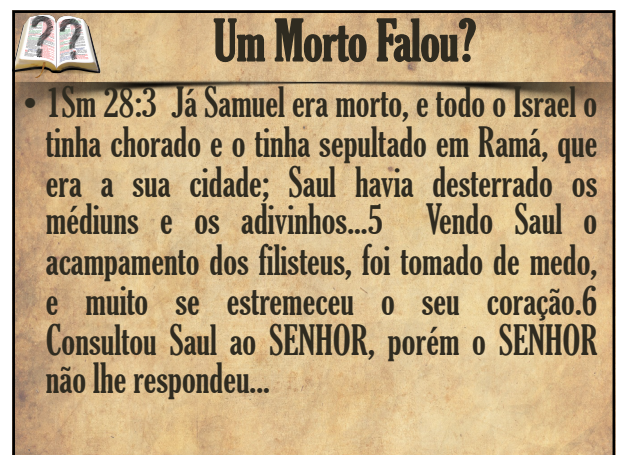 ? ?
Um Morto Falou?
• 1Sm 28:3 Já Samuel era morto, e todo o Israel o
tinha chorado e o tinha sepultado em Ramá, que
era a sua cidade; Saul havia desterrado os
médiuns e os adivinhos...5 Vendo Saul o
acampamento dos filisteus, foi tomado de medo,
e muito se estremeceu o seu coração.6
Consultou Saul ao SENHOR, porém o SENHOR
não lhe respondeu...